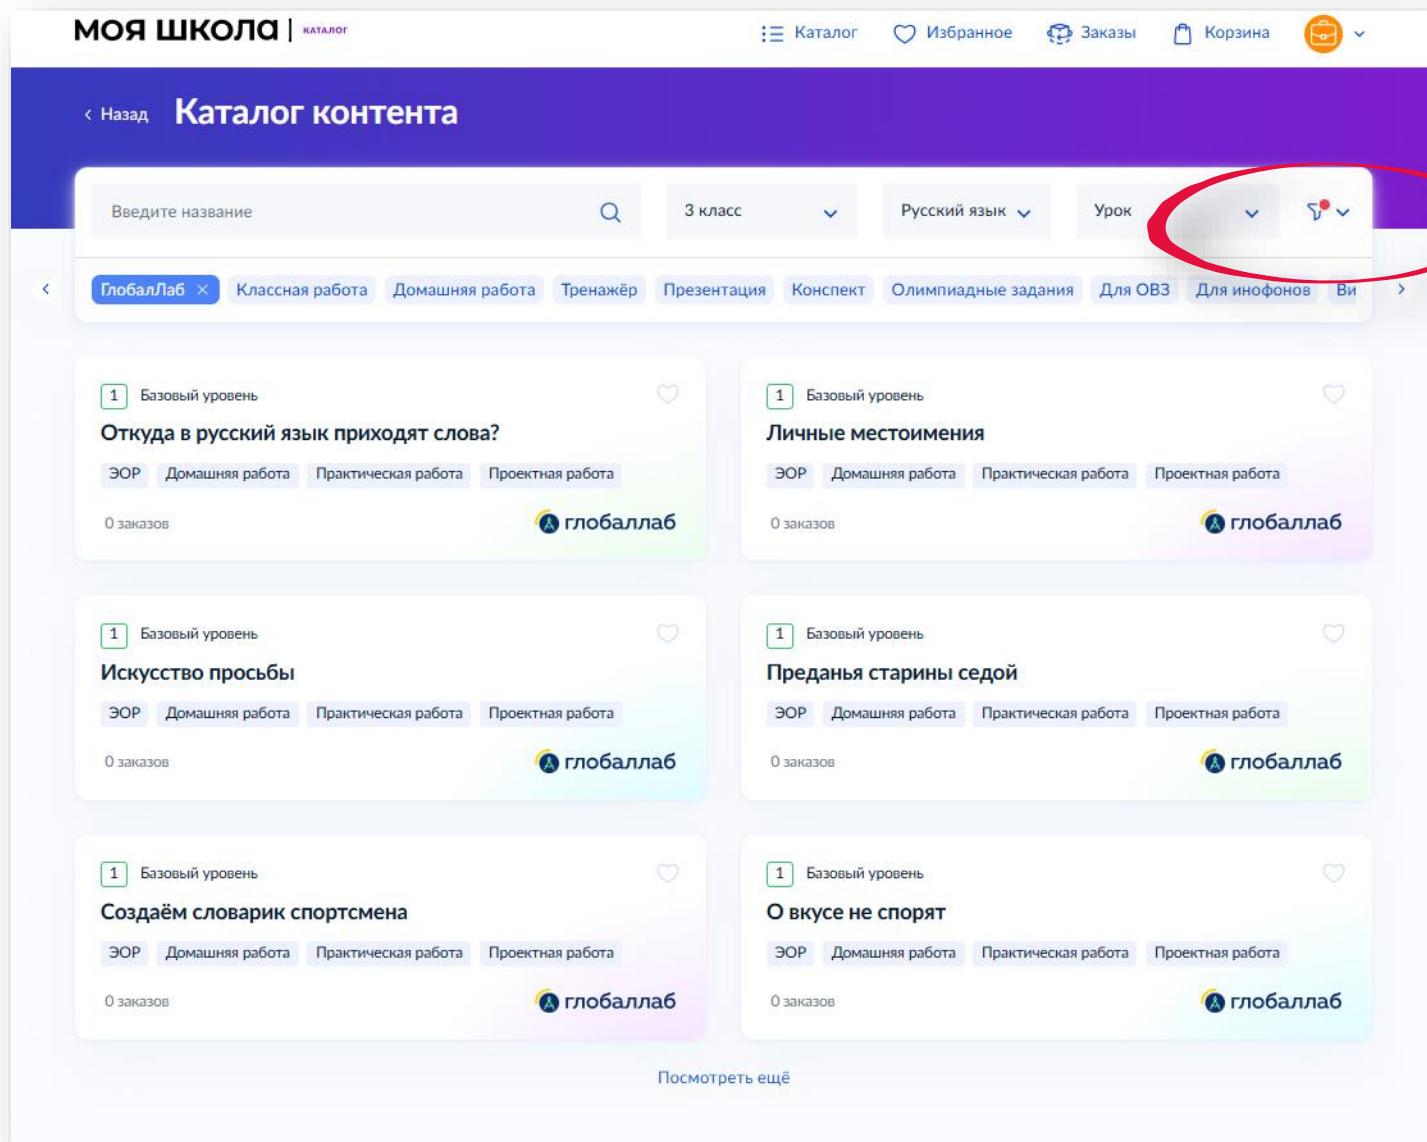 МОЯ ШКОЛА | КАТАЛОГ
Каталог Избранное Заказы Корзина
Назад Каталог контента
Введите название 3 класс Русский язык Урок
ГлобалЛаб Классная работа Домашняя работа Тренажёр Презентация Конспект Олимпиадные задания Для ОВЗ Для инофонов Ви
1 Базовый уровень
Откуда в русский язык приходят слова?
ЭОР Домашняя работа Практическая работа Проектная работа
0 заказов глобаллаб
1 Базовый уровень
Личные местоимения
ЭОР Домашняя работа Практическая работа Проектная работа
0 заказов глобаллаб
1 Базовый уровень
Искусство просьбы
ЭОР Домашняя работа Практическая работа Проектная работа
0 заказов глобаллаб
1 Базовый уровень
Преданья старины седой
ЭОР Домашняя работа Практическая работа Проектная работа
0 заказов глобаллаб
1 Базовый уровень
Создаём словарик спортсмена
ЭОР Домашняя работа Практическая работа Проектная работа
0 заказов глобаллаб
1 Базовый уровень
О вкусе не спорят
ЭОР Домашняя работа Практическая работа Проектная работа
0 заказов глобаллаб
Посмотреть ещё